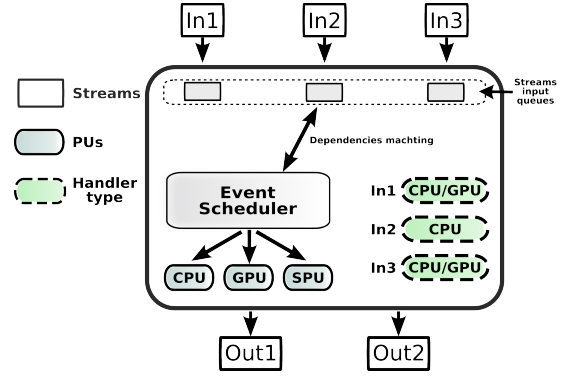 In1 In2 In3
Streams
input
queues
Streams
Dependencies machting
PUs
Handler
type
Event
Scheduler
In1 CPU/GPU
In2 CPU
In3 CPU/GPU
CPU GPU SPU
Out1 Out2